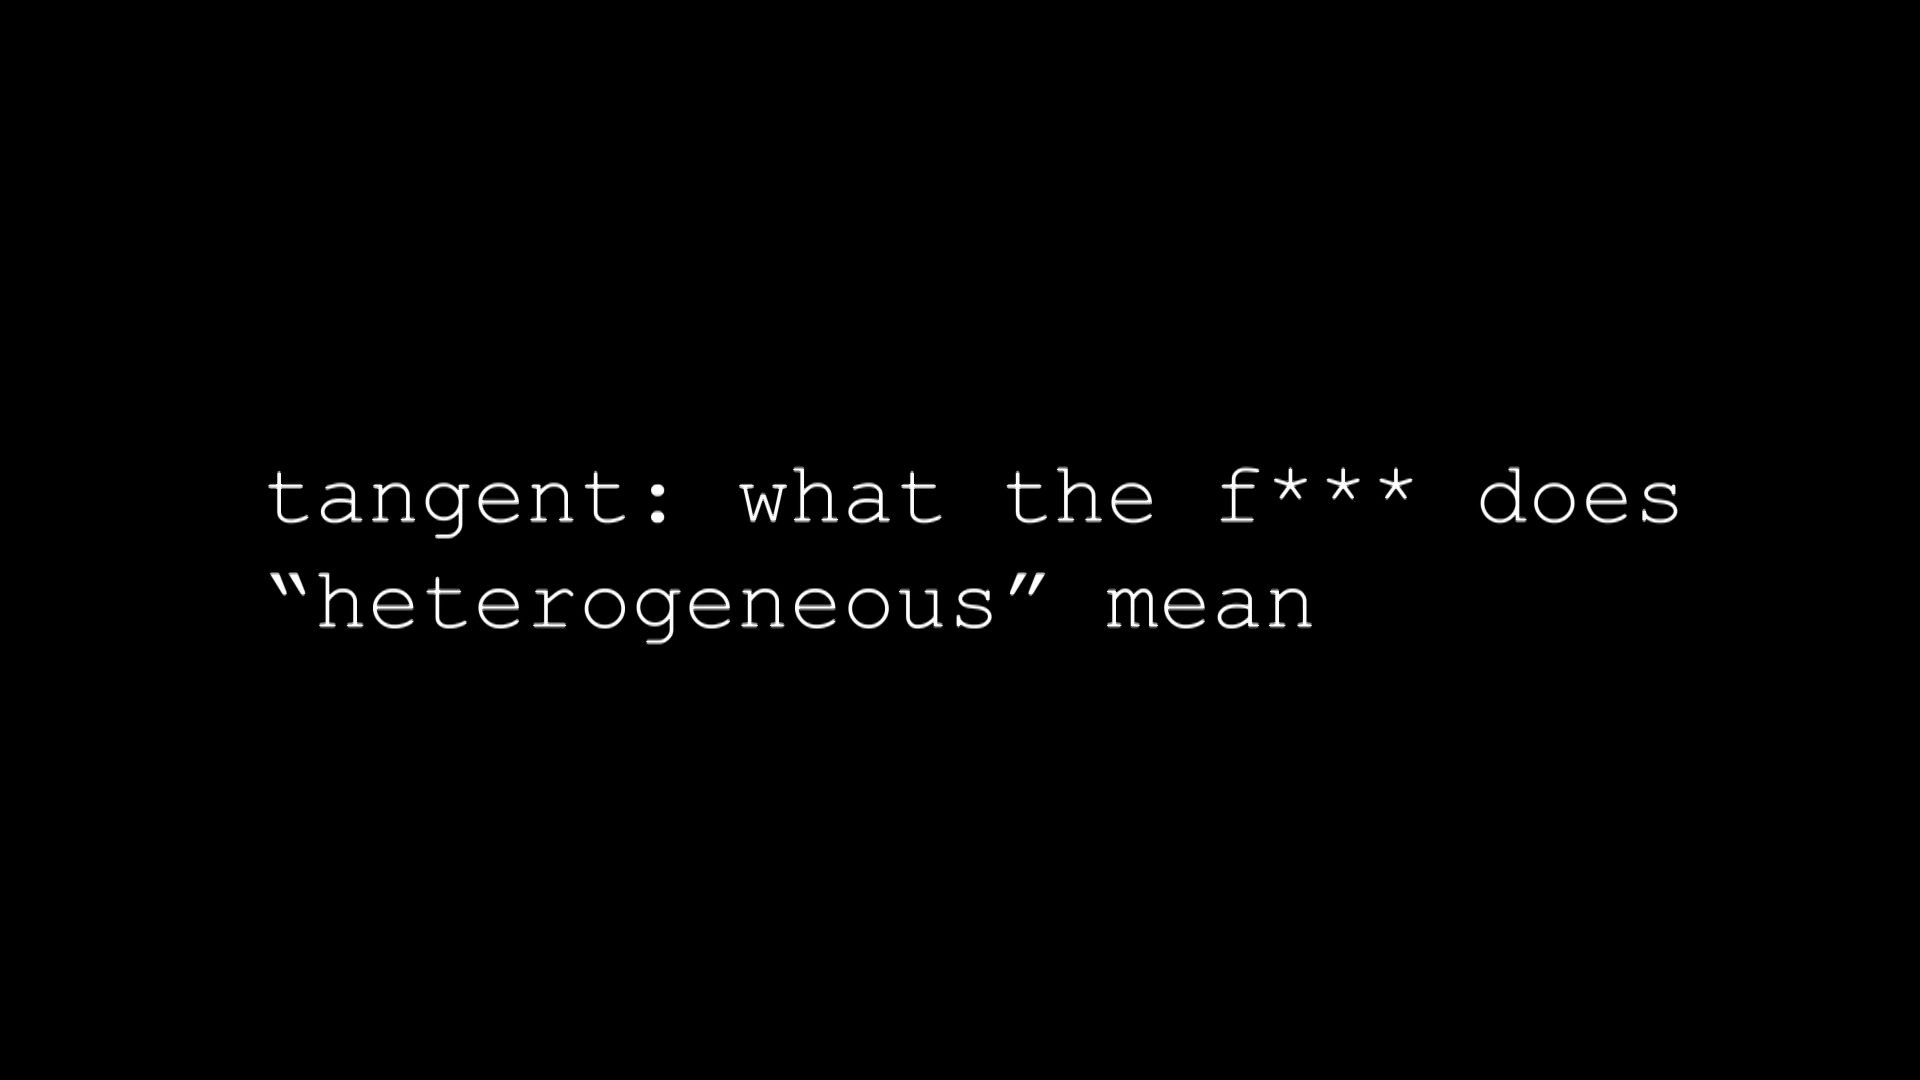 tangent: what the f*** does
“heterogeneous” mean